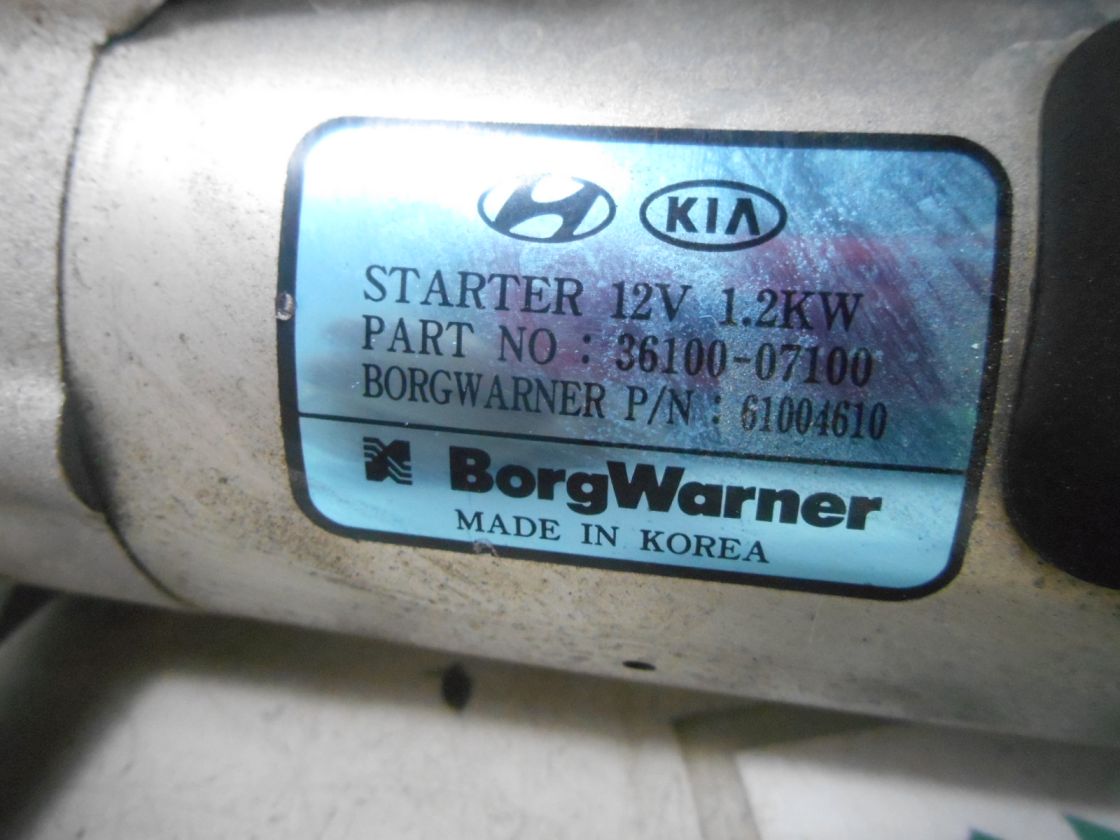 KIA
STARTER 12V 1.2KW
PART NO : 36100-07100
BORGWARNER P/N : 61004610
BorgWarner
MADE IN KOREA